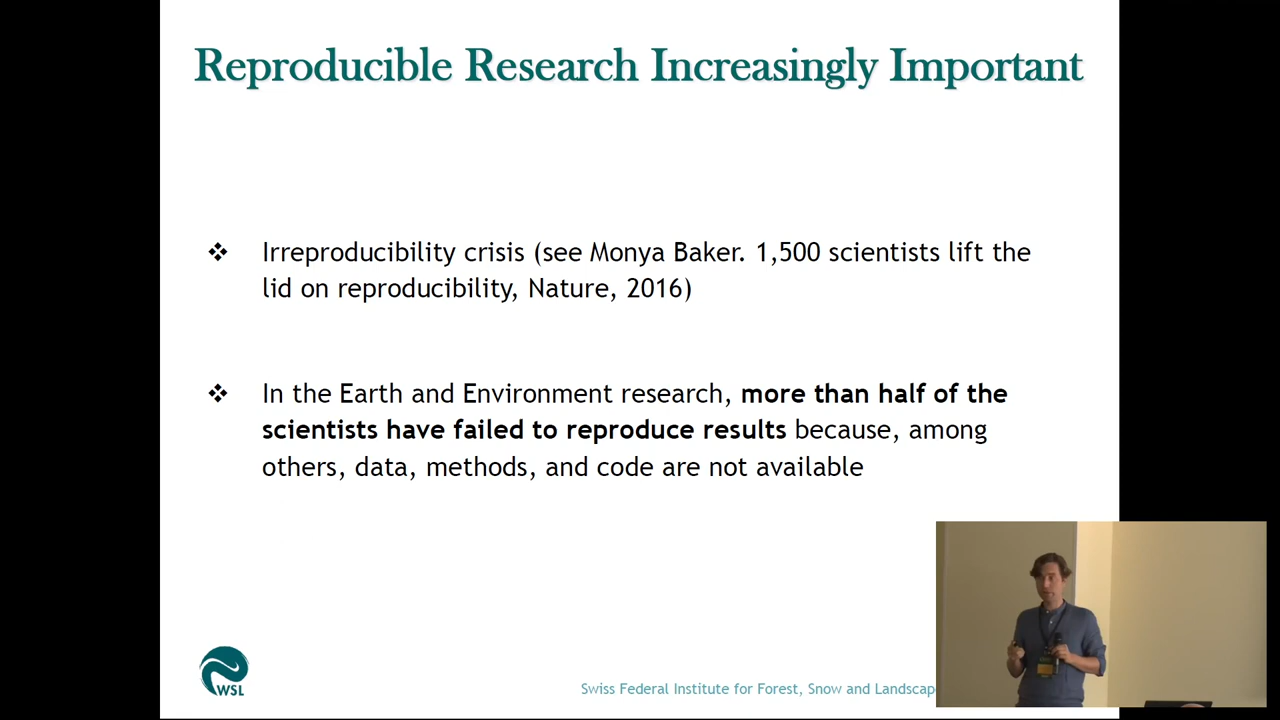 Reproducible Research Increasingly Important
❖ Irreproducibility crisis (see Monya Baker. 1,500 scientists lift the
lid on reproducibility, Nature, 2016)
❖ In the Earth and Environment research, more than half of the
scientists have failed to reproduce results because, among
others, data, methods, and code are not available
WSL
Swiss Federal Institute for Forest, Snow and Landscap